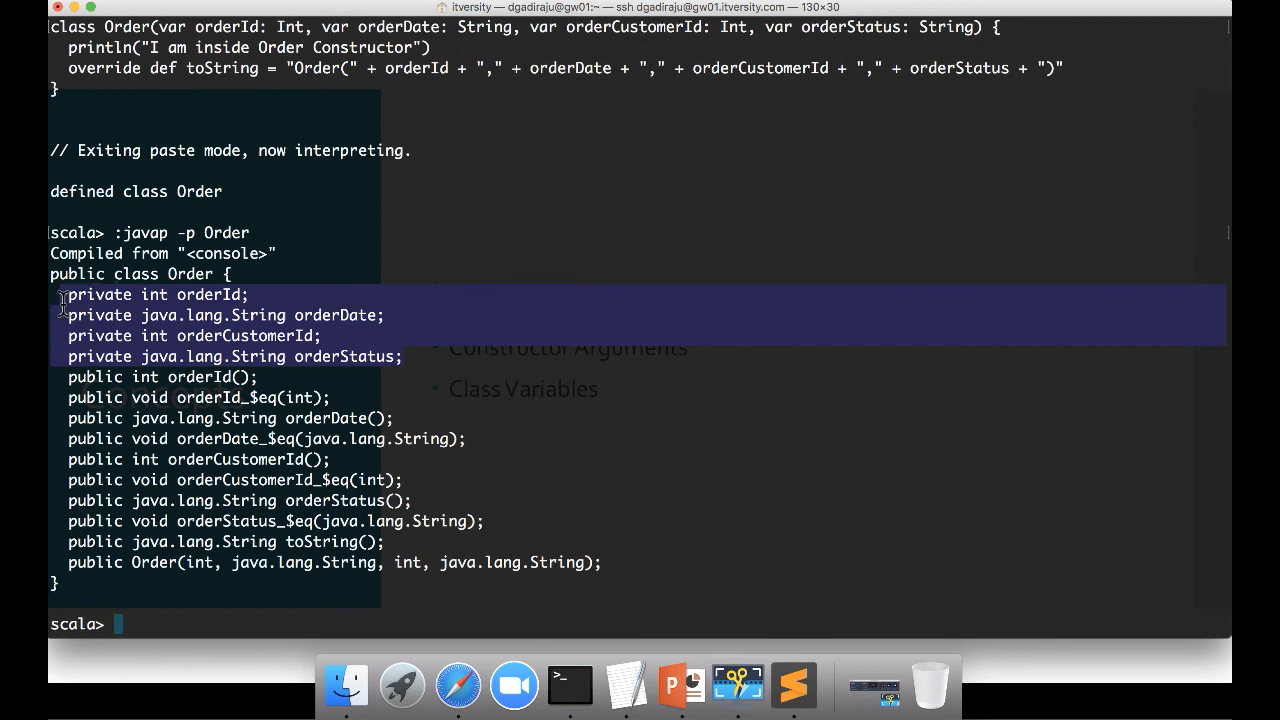 itversity — dgadiraju@gw01:~ — ssh dgadiraju@gw01.itversity.com — 130×30
class Order(var orderId: Int, var orderDate: String, var orderCustomerId: Int, var orderStatus: String) {
  println("I am inside Order Constructor")
  override def toString = "Order(" + orderId + "," + orderDate + "," + orderCustomerId + "," + orderStatus + ")"
}
// Exiting paste mode, now interpreting.
defined class Order
scala> :javap -p Order
Compiled from "<console>"
public class Order {
  private int orderId;
  private java.lang.String orderDate;
  private int orderCustomerId;
  private java.lang.String orderStatus;
  public int orderId();
  public void orderId_$eq(int);
  public java.lang.String orderDate();
  public void orderDate_$eq(java.lang.String);
  public int orderCustomerId();
  public void orderCustomerId_$eq(int);
  public java.lang.String orderStatus();
  public void orderStatus_$eq(java.lang.String);
  public java.lang.String toString();
  public Order(int, java.lang.String, int, java.lang.String);
}
scala>
• Constructor Arguments
• Class Variables
Concepts